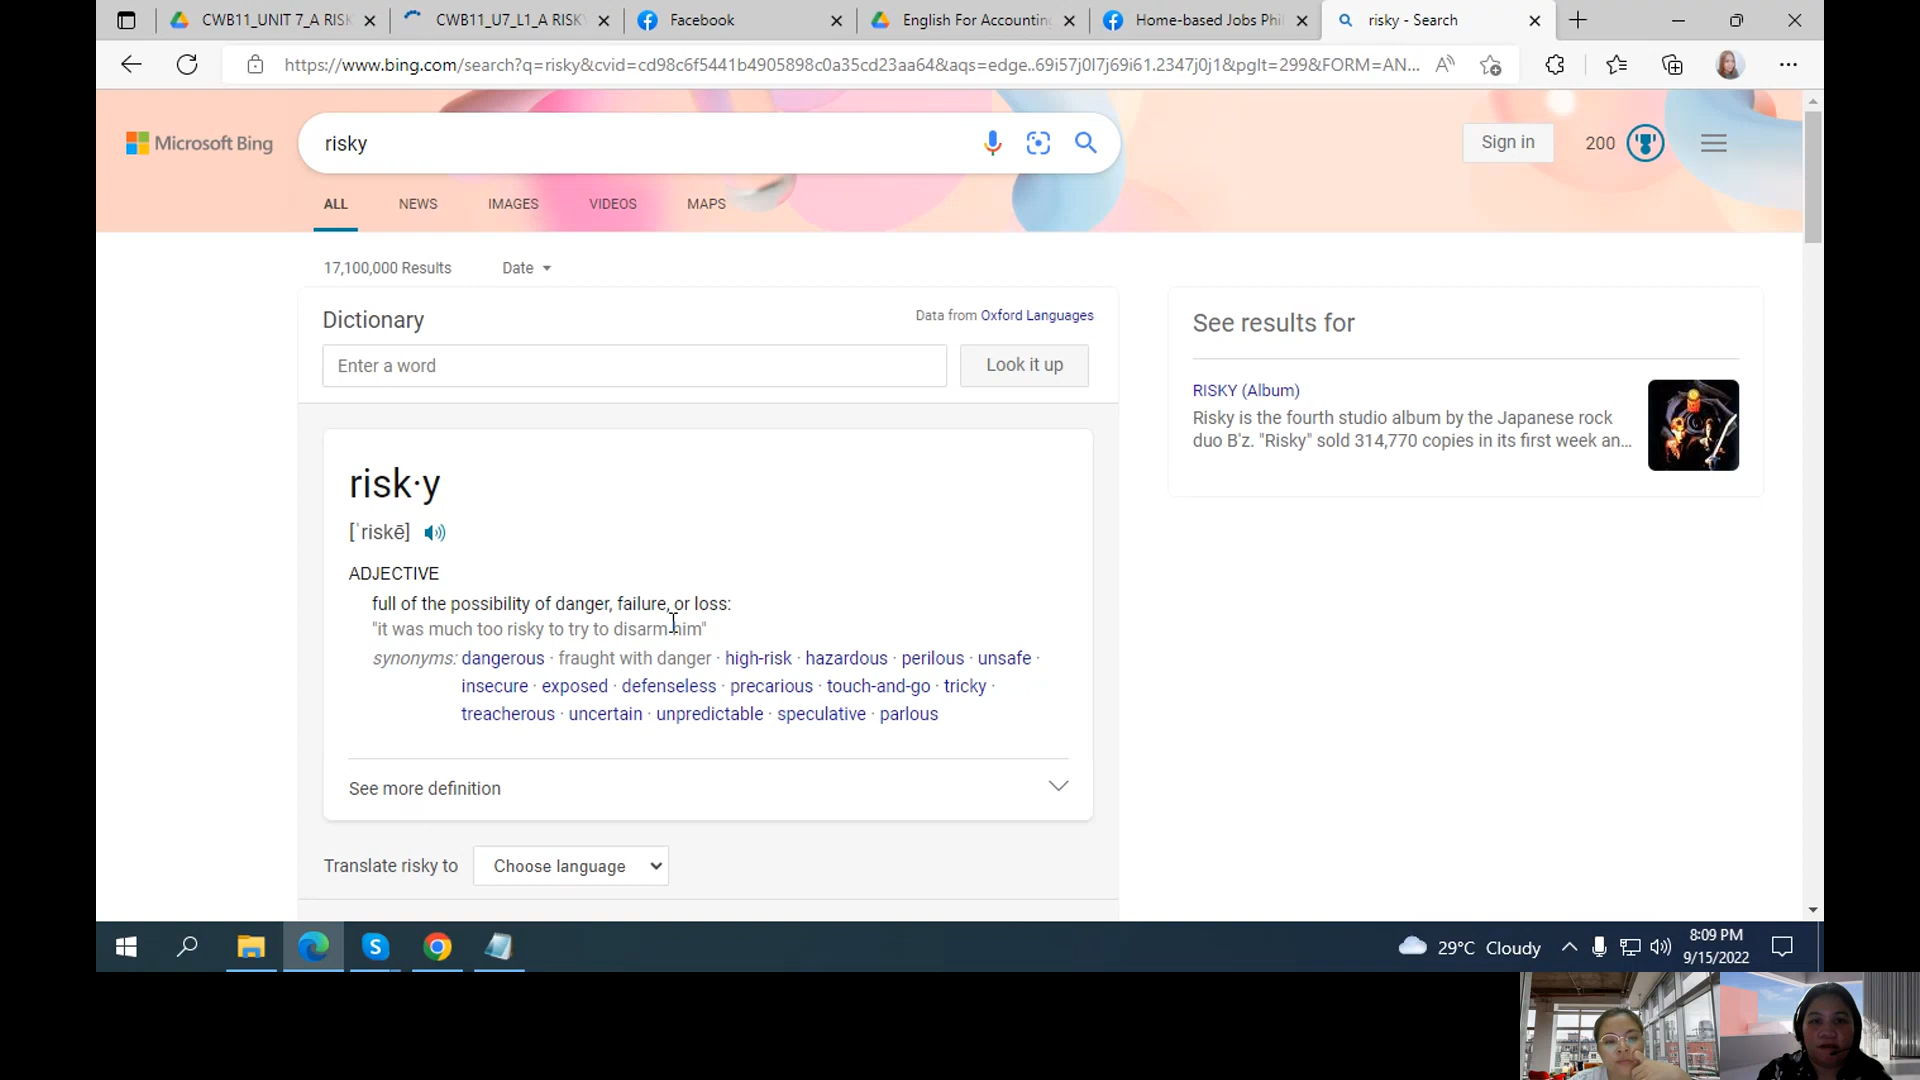 CWB11_UNIT 7_A RISK
CWB11_U7_L1_A RISK
Facebook
English For Accounting
Home-based Jobs Phil
risky - Search
https://www.bing.com/search?q=risky&cvid=cd98c6f5441b4905898c0a35cd23aa64&aqs=edge..69i57j0l7j69i61.2347j0j1&pglt=299&FORM=AN...
Microsoft Bing
risky
Sign in
200
ALL NEWS IMAGES VIDEOS MAPS
17,100,000 Results
Date
Dictionary
Data from Oxford Languages
Enter a word
Look it up
risk·y
[ˈriskē]
ADJECTIVE
full of the possibility of danger, failure, or loss:
"it was much too risky to try to disarm him"
synonyms: dangerous · fraught with danger · high-risk · hazardous · perilous · unsafe ·
insecure · exposed · defenseless · precarious · touch-and-go · tricky ·
treacherous · uncertain · unpredictable · speculative · parlous
See more definition
Translate risky to
Choose language
See results for
RISKY (Album)
Risky is the fourth studio album by the Japanese rock
duo B'z. "Risky" sold 314,770 copies in its first week an...
29°C Cloudy
8:09 PM
9/15/2022